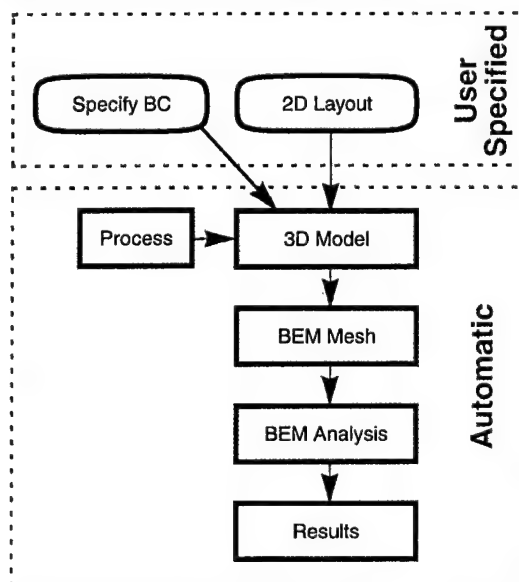 Specify BC
2D Layout
User
Specified
Process
3D Model
BEM Mesh
BEM Analysis
Results
Automatic